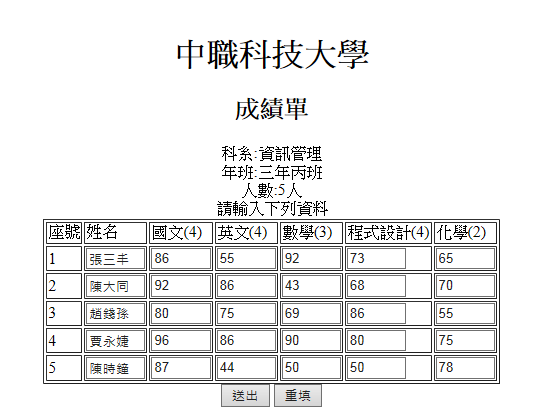 中職科技大學
成績單
科系:資訊管理
年班:三年丙班
人數:5人
請輸入下列資料
座號 姓名 國文(4) 英文(4) 數學(3) 程式設計(4) 化學(2)
1 張三丰 86 55 92 73 65
2 陳大同 92 86 43 68 70
3 趙錢孫 80 75 69 86 55
4 賈永婕 96 86 90 80 75
5 陳時鐘 87 44 50 50 78
送出 重填